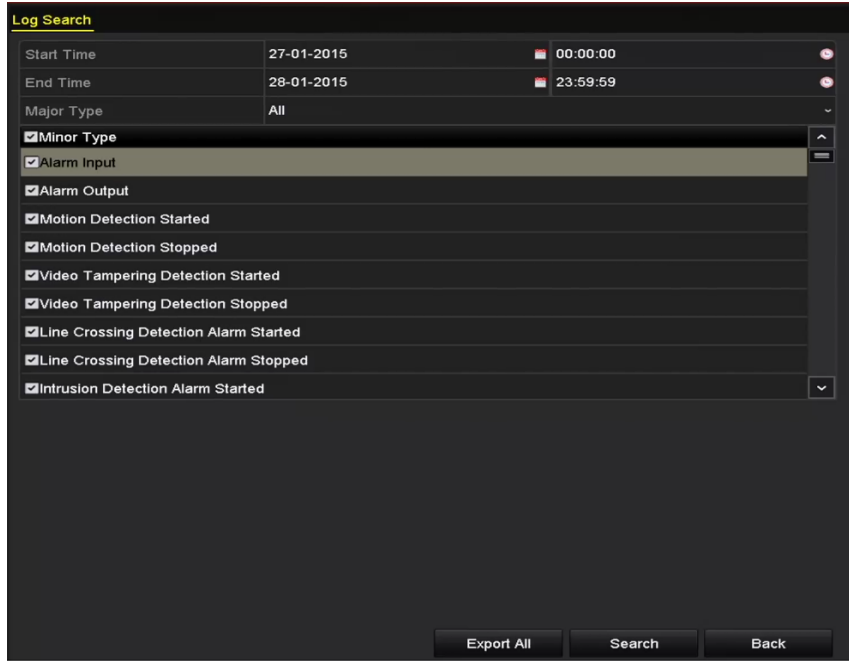 Log Search
Start Time 27-01-2015 00:00:00
End Time 28-01-2015 23:59:59
Major Type All
Minor Type
Alarm Input
Alarm Output
Motion Detection Started
Motion Detection Stopped
Video Tampering Detection Started
Video Tampering Detection Stopped
Line Crossing Detection Alarm Started
Line Crossing Detection Alarm Stopped
Intrusion Detection Alarm Started
Export All Search Back